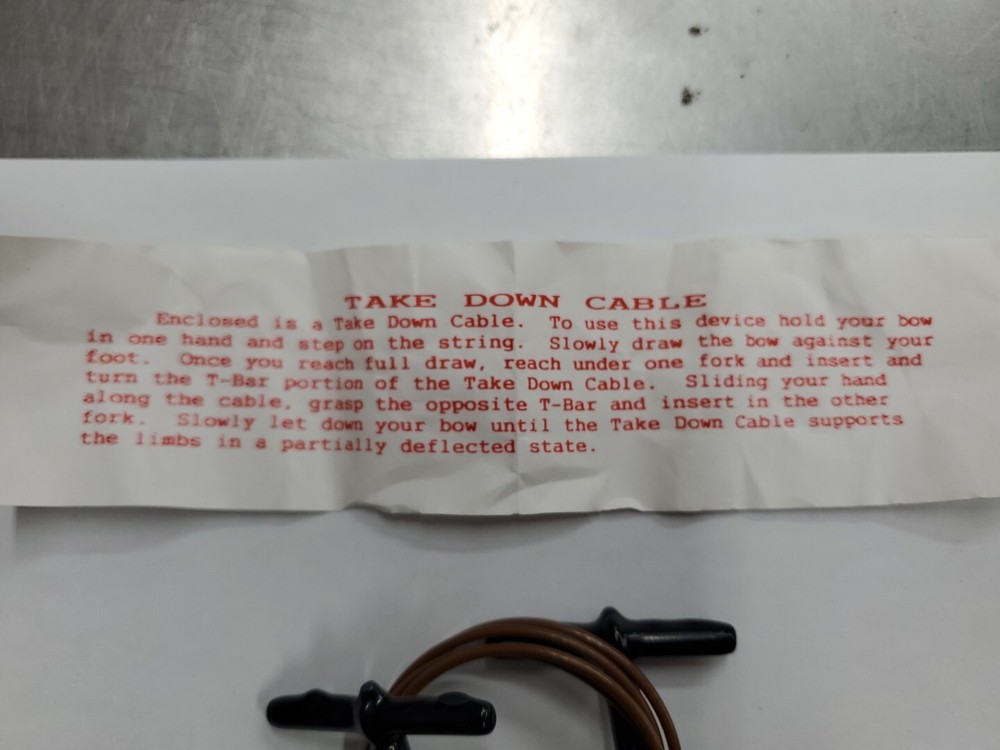 TAKE DOWN CABLE
Enclosed is a Take Down Cable. To use this device hold your bow
in one hand and step on the string. Slowly draw the bow against your
foot. Once you reach full draw, reach under one fork and insert and
turn the T-Bar portion of the Take Down Cable. Sliding your hand
along the cable, grasp the opposite T-Bar and insert in the other
fork. Slowly let down your bow until the Take Down Cable supports
the limbs in a partially deflected state.